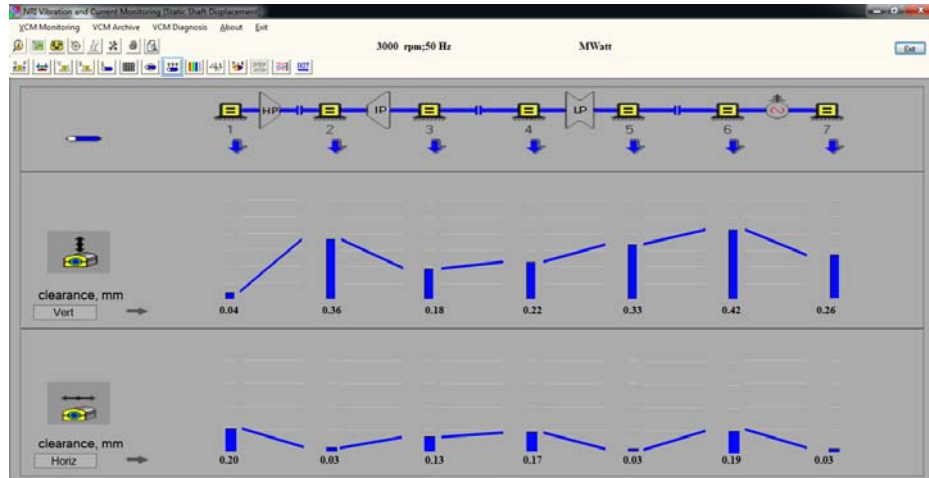 NRI Vibration and Current Monitoring [Static Shaft Displacement]
VCM Monitoring VCM Archive VCM Diagnosis About Exit
3000 rpm;50 Hz MWatt Exit
EXIT
HP IP LP
1 2 3 4 5 6 7
clearance, mm
Vert
0.04 0.36 0.18 0.22 0.33 0.42 0.26
clearance, mm
Horiz
0.20 0.03 0.13 0.17 0.03 0.19 0.03